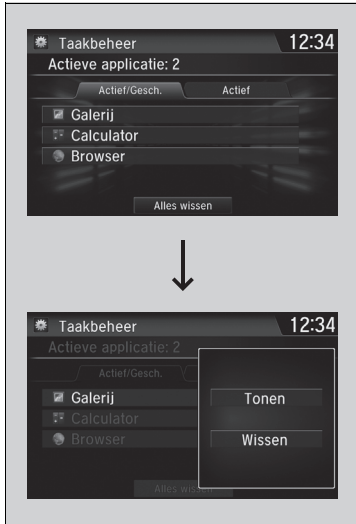 Taakbeheer 12:34
Actieve applicatie: 2
Actief/Gesch. Actief
Galerij
Calculator
Browser
Alles wissen
Taakbeheer 12:34
Actieve applicatie: 2
Actief/Gesch.
Galerij
Tonen
Calculator
Browser
Wissen
Alles wissen